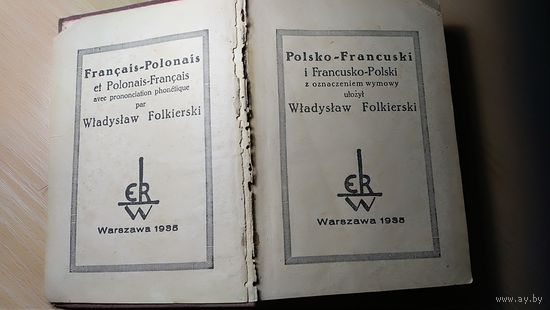 Français-Polonais
et Polonais-Français
avec prononciation phonétique
par
Władysław Folkierski
ERW
Warszawa 1935
Polsko-Francuski
i Francusko-Polski
z oznaczeniem wymowy
ułożył
Władysław Folkierski
ERW
Warszawa 1935
www.ay.by